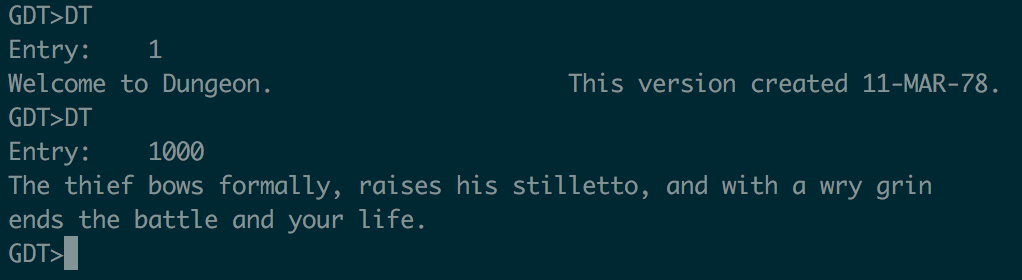 GDT>DT
Entry:    1
Welcome to Dungeon.                     This version created 11-MAR-78.
GDT>DT
Entry:    1000
The thief bows formally, raises his stilletto, and with a wry grin
ends the battle and your life.
GDT>